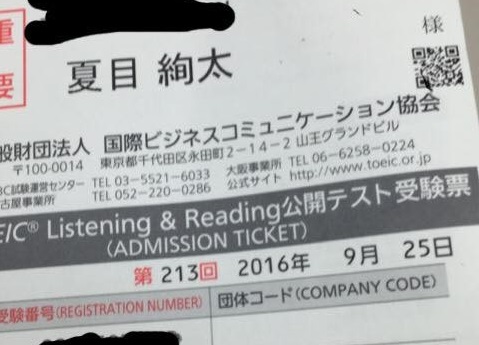 重要
様
夏目 絢太
般財団法人 国際ビジネスコミュニケーション協会
〒100-0014 東京都千代田区永田町2-14-2 山王グランドビル
BC試験運営センター TEL 03-5521-6033 大阪事業所 TEL 06-6258-0224
古屋事業所 TEL 052-220-0286 公式サイト http://www.toeic.or.jp
EIC® Listening & Reading公開テスト 受験票
(ADMISSION TICKET)
第 213回 2016年 9月 25日
受験番号(REGISTRATION NUMBER) 団体コード(COMPANY CODE)